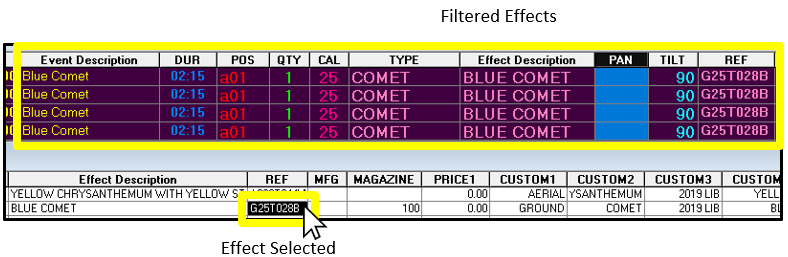 Filtered Effects
Event Description DUR POS QTY CAL TYPE Effect Description PAN TILT REF
Blue Comet 02:15 a01 1 25 COMET BLUE COMET 90 G25T028B
Blue Comet 02:15 a01 1 25 COMET BLUE COMET 90 G25T028B
Blue Comet 02:15 a01 1 25 COMET BLUE COMET 90 G25T028B
Blue Comet 02:15 a01 1 25 COMET BLUE COMET 90 G25T028B
Effect Description REF MFG MAGAZINE PRICE1 CUSTOM1 CUSTOM2 CUSTOM3 CUSTOM
YELLOW CHRYSANTHEMUM WITH YELLOW ST 0.00 AERIAL YSANTHEMUM 2019 LIB YELL
BLUE COMET G25T028B 100 0.00 GROUND COMET 2019 LIB BL
Effect Selected